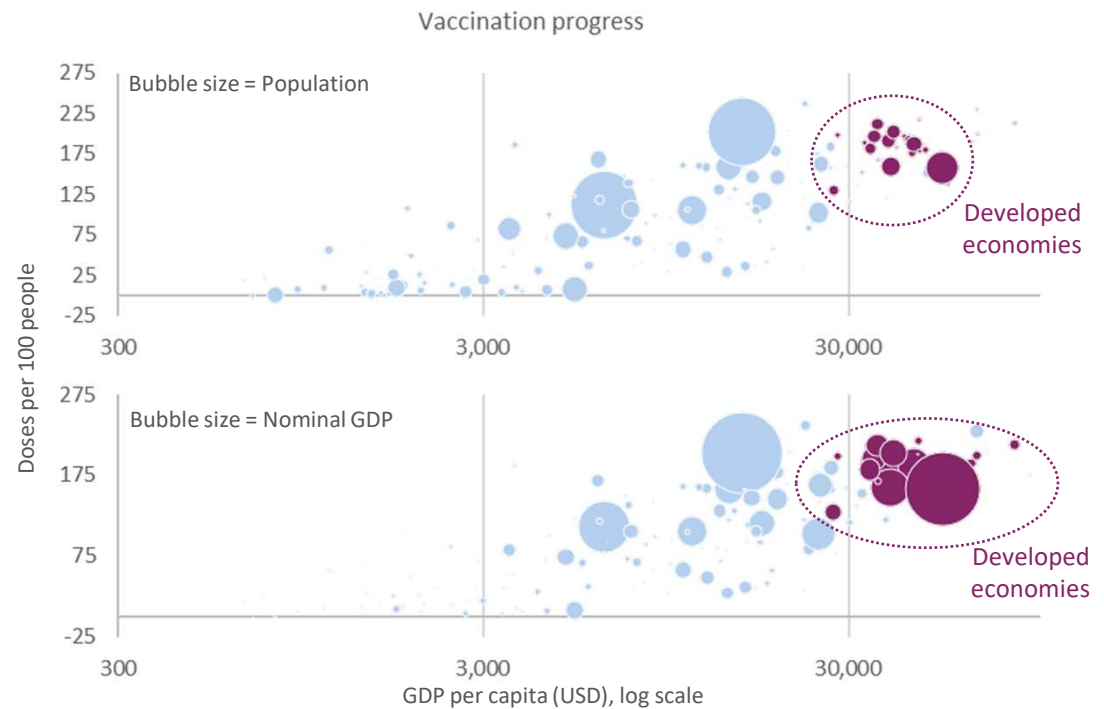 Vaccination progress
Doses per 100 people
275
225
175
125
75
25
-25
Bubble size = Population
Developed
economies
300
3,000
30,000
275
175
75
-25
Bubble size = Nominal GDP
Developed
economies
300
3,000
30,000
GDP per capita (USD), log scale